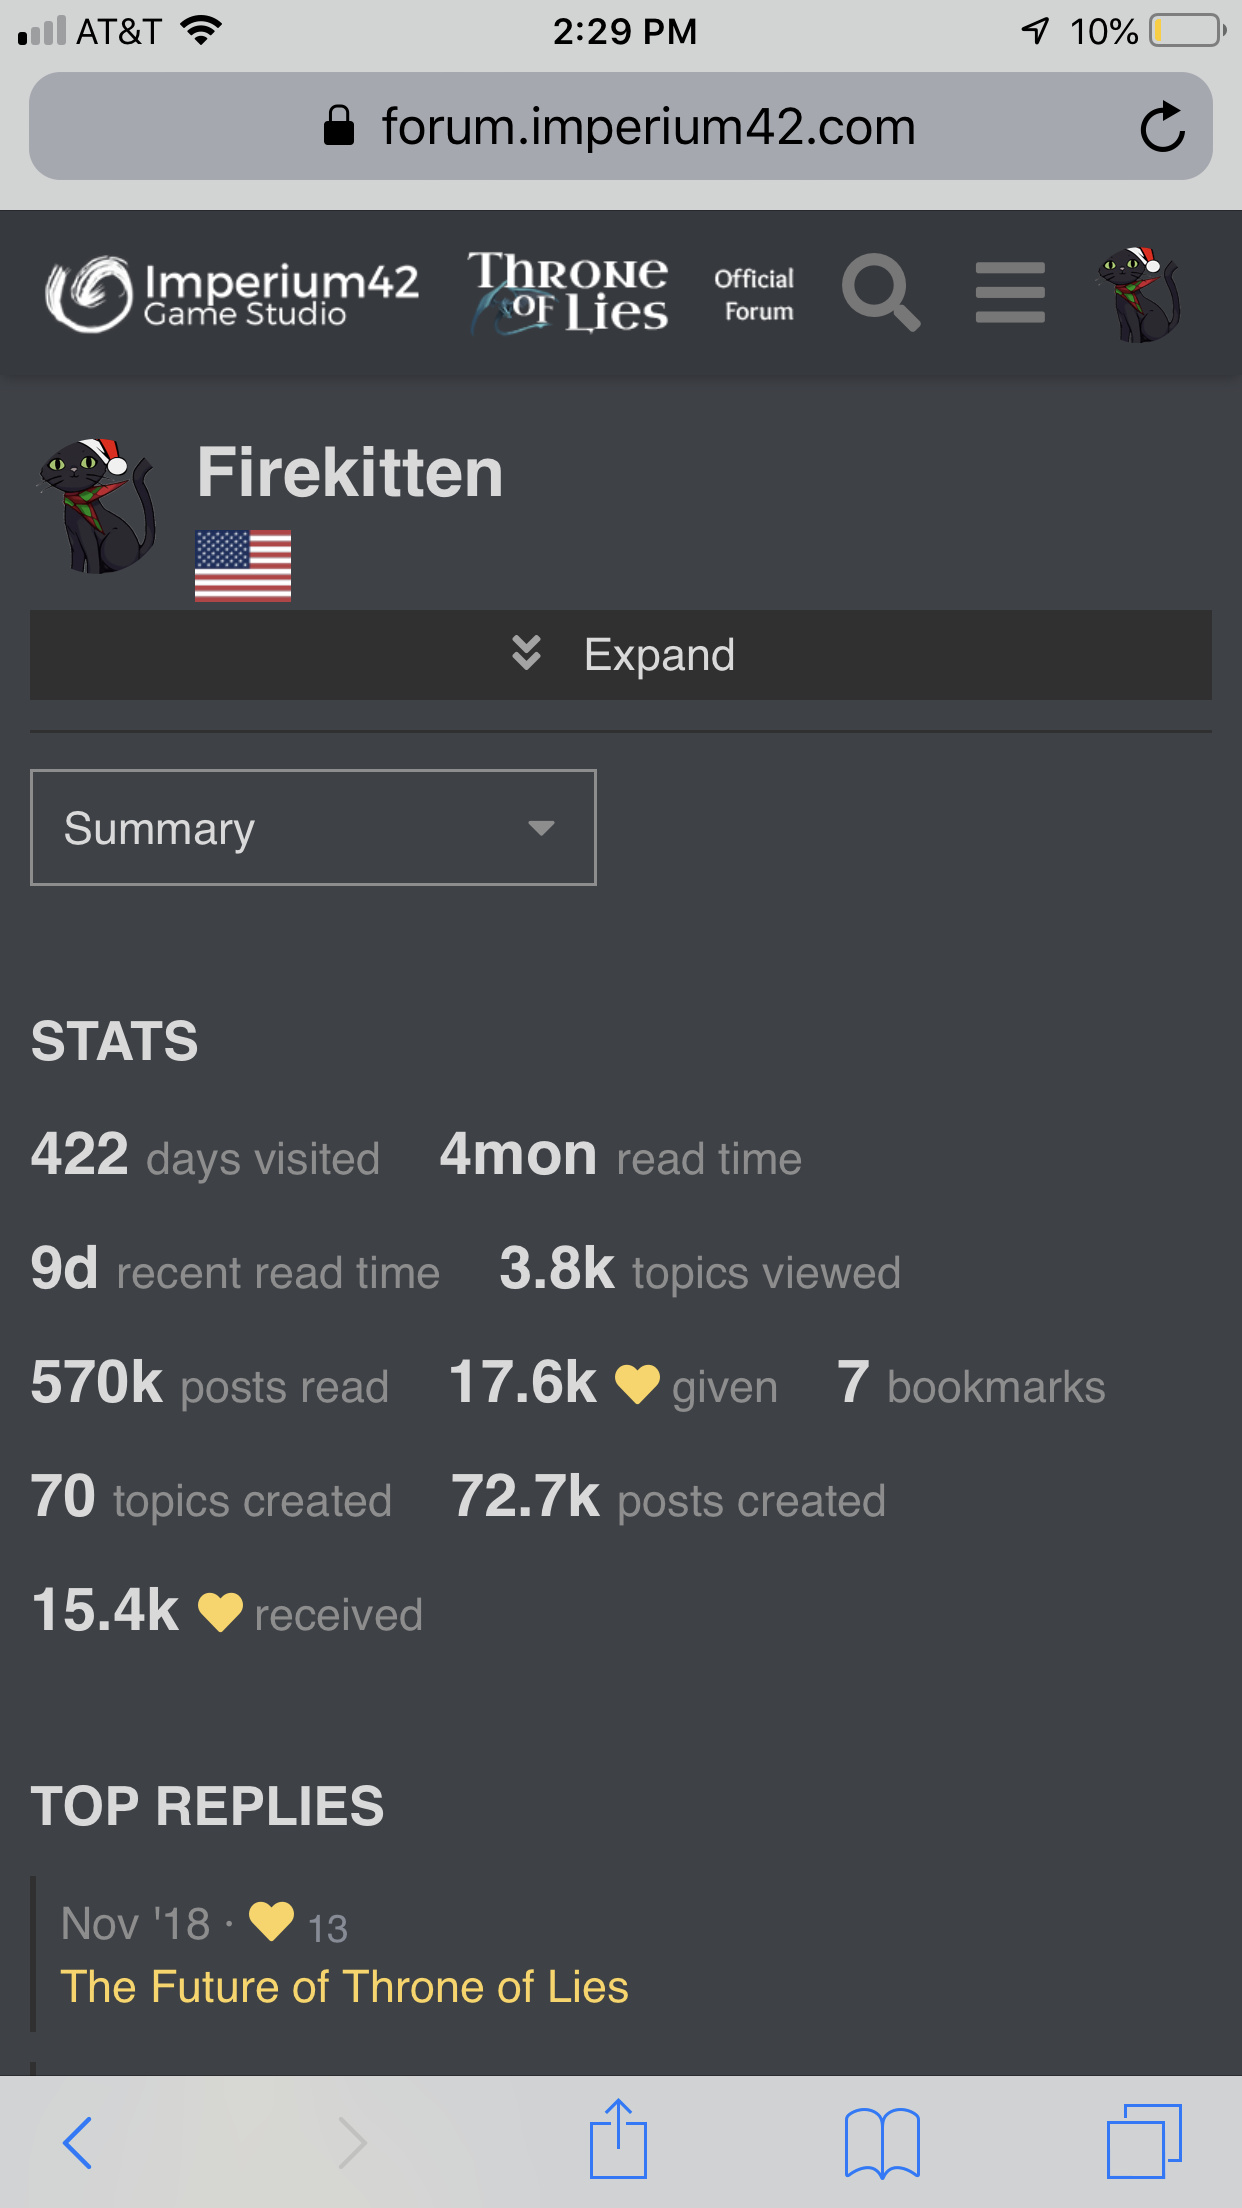 AT&T 2:29 PM 10%
forum.imperium42.com
Imperium42
Game Studio
Throne
of Lies
Official
Forum
Firekitten
Expand
Summary
STATS
422 days visited 4mon read time
9d recent read time 3.8k topics viewed
570k posts read 17.6k given 7 bookmarks
70 topics created 72.7k posts created
15.4k received
TOP REPLIES
Nov '18 · 13
The Future of Throne of Lies